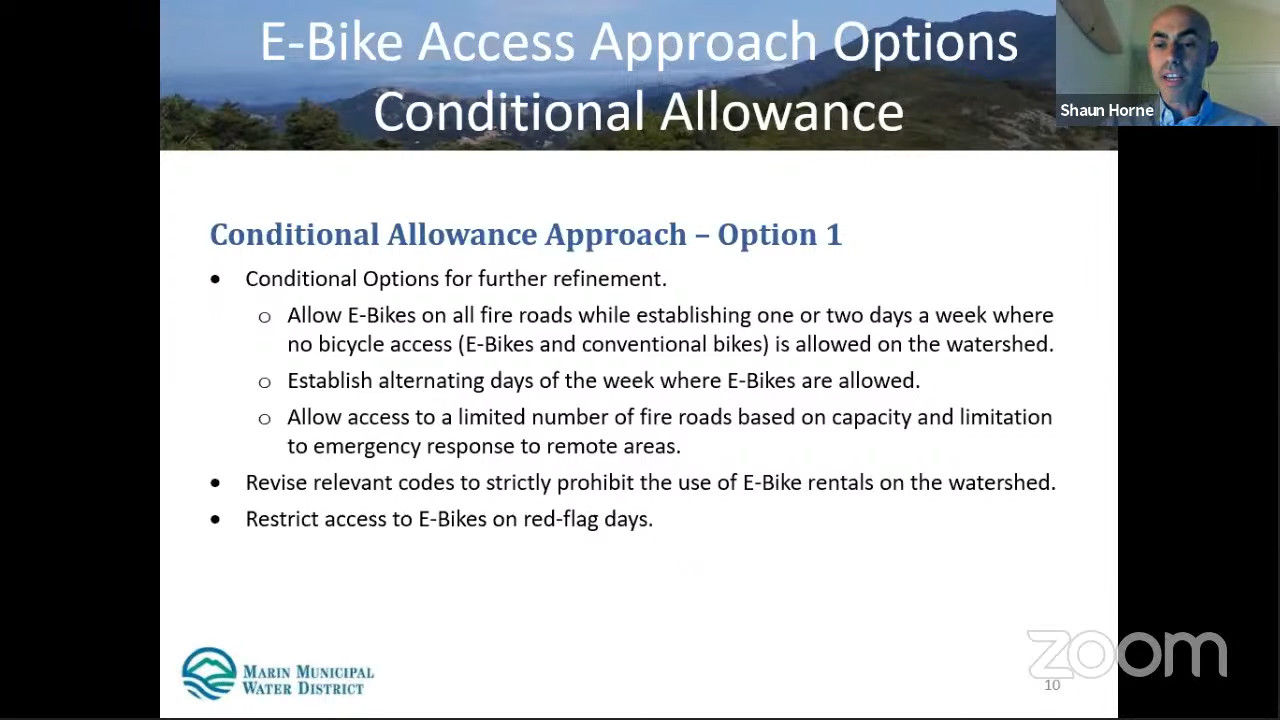 E-Bike Access Approach Options
Conditional Allowance
Shaun Horne
Conditional Allowance Approach – Option 1
• Conditional Options for further refinement.
o Allow E-Bikes on all fire roads while establishing one or two days a week where
no bicycle access (E-Bikes and conventional bikes) is allowed on the watershed.
o Establish alternating days of the week where E-Bikes are allowed.
o Allow access to a limited number of fire roads based on capacity and limitation
to emergency response to remote areas.
• Revise relevant codes to strictly prohibit the use of E-Bike rentals on the watershed.
• Restrict access to E-Bikes on red-flag days.
MARIN MUNICIPAL
WATER DISTRICT
zoom
10